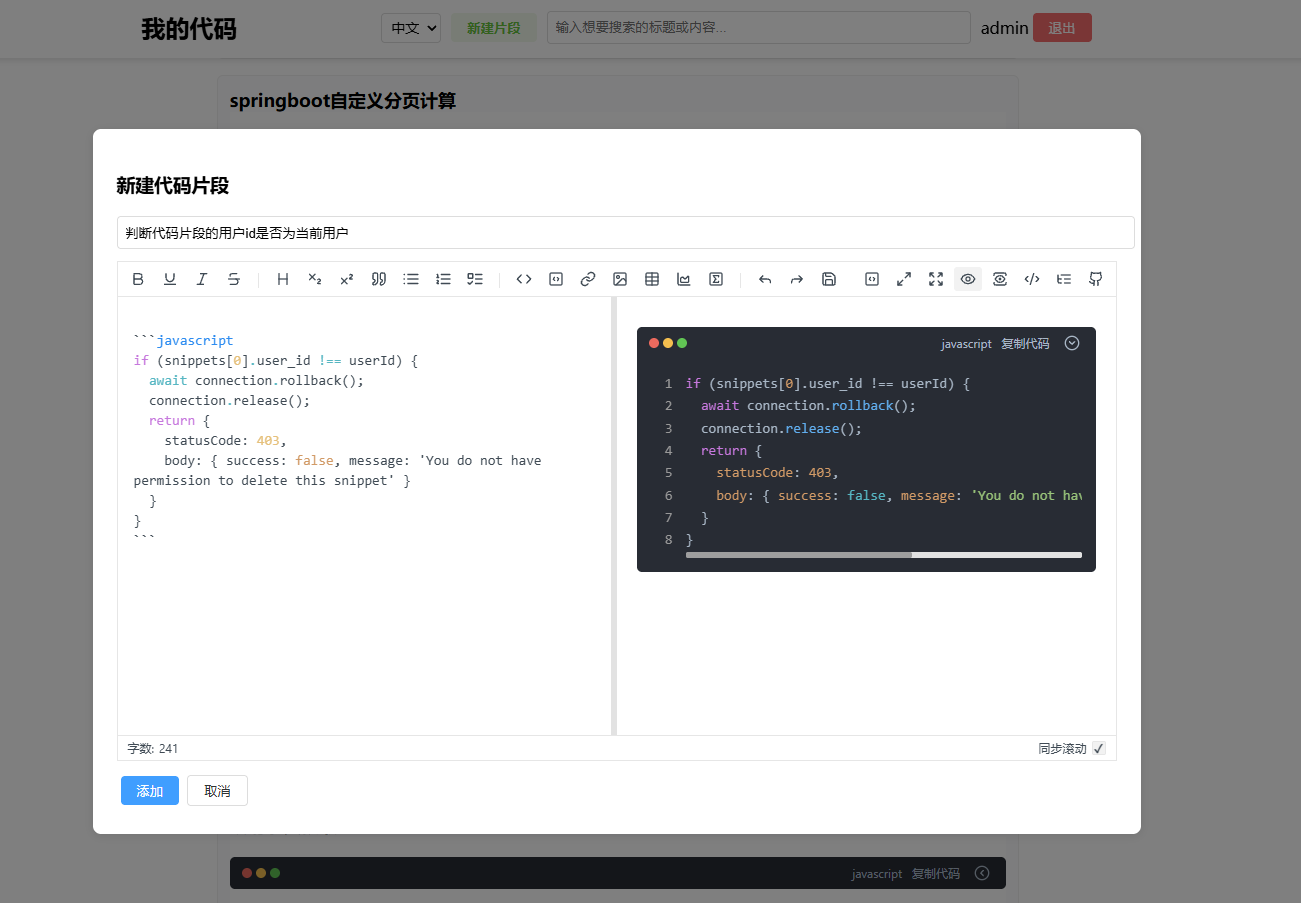 我的代码
中文
新建片段
输入想要搜索的标题或内容...
admin
退出
springboot自定义分页计算
新建代码片段
判断代码片段的用户id是否为当前用户
```javascript
if (snippets[0].user_id !== userId) {
  await connection.rollback();
  connection.release();
  return {
    statusCode: 403,
    body: { success: false, message: 'You do not have
permission to delete this snippet' }
  }
}
```
javascript 复制代码
1 if (snippets[0].user_id !== userId) {
2   await connection.rollback();
3   connection.release();
4   return {
5     statusCode: 403,
6     body: { success: false, message: 'You do not hav
7   }
8 }
字数: 241
同步滚动
添加
取消
javascript 复制代码